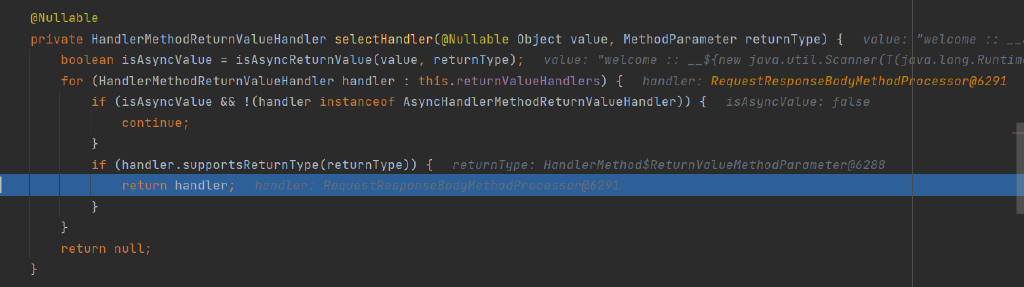 @Nullable
private HandlerMethodReturnValueHandler selectHandler(@Nullable Object value, MethodParameter returnType) {   value: "welcome :: __
boolean isAsyncValue = isAsyncReturnValue(value, returnType);   value: "welcome :: __${new java.util.Scanner(T(java.lang.Runtime
for (HandlerMethodReturnValueHandler handler : this.returnValueHandlers) {   handler: RequestResponseBodyMethodProcessor@6291
if (isAsyncValue && !(handler instanceof AsyncHandlerMethodReturnValueHandler)) {   isAsyncValue: false
continue;
}
if (handler.supportsReturnType(returnType)) {   returnType: HandlerMethod$ReturnValueMethodParameter@6288
return handler;   handler: RequestResponseBodyMethodProcessor@6291
}
}
return null;
}